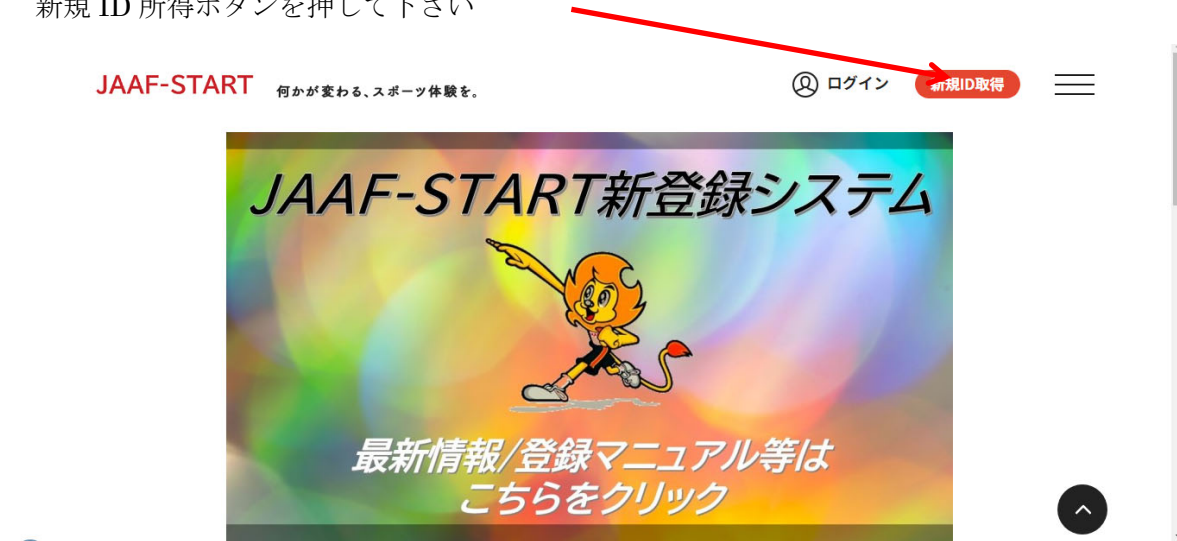 新規 ID 所得ボタンを押して下さい
JAAF-START 何かが変わる、スポーツ体験を。 ログイン 新規ID取得
JAAF-START新登録システム
最新情報/登録マニュアル等は
こちらをクリック